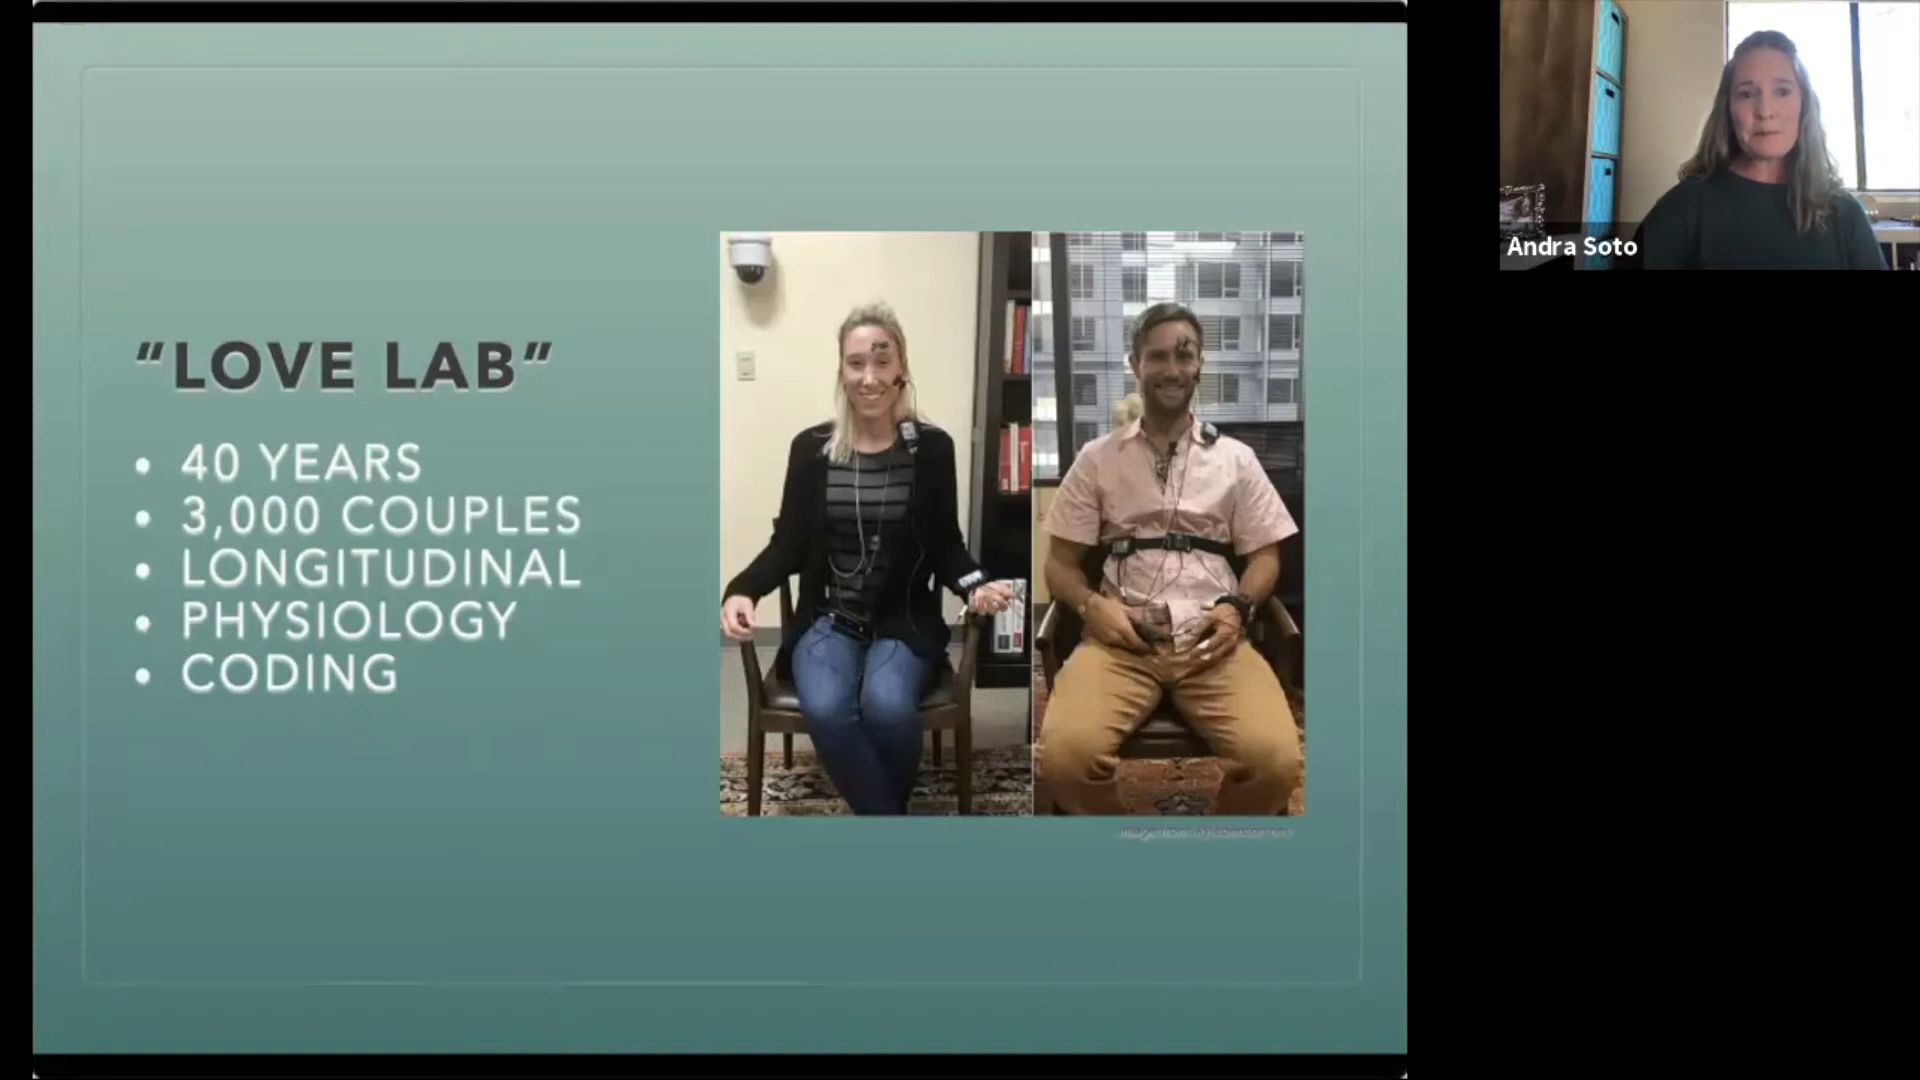 “LOVE LAB”
• 40 YEARS
• 3,000 COUPLES
• LONGITUDINAL
• PHYSIOLOGY
• CODING
Andra Soto